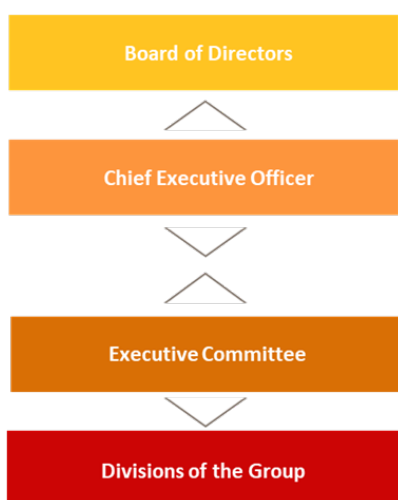 Board of Directors
Chief Executive Officer
Executive Committee
Divisions of the Group